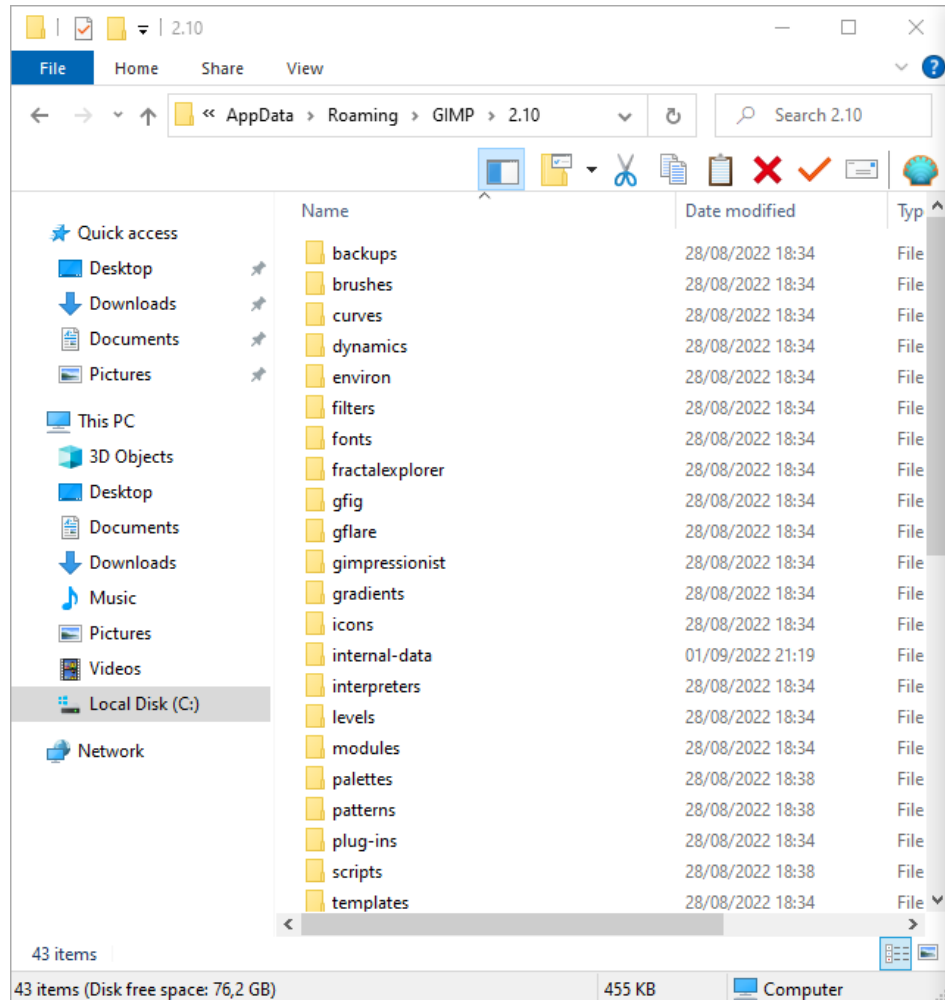 2.10
File Home Share View
« AppData > Roaming > GIMP > 2.10 Search 2.10
Name Date modified Typ
Quick access
Desktop
Downloads
Documents
Pictures
This PC
3D Objects
Desktop
Documents
Downloads
Music
Pictures
Videos
Local Disk (C:)
Network
backups 28/08/2022 18:34 File
brushes 28/08/2022 18:34 File
curves 28/08/2022 18:34 File
dynamics 28/08/2022 18:34 File
environ 28/08/2022 18:34 File
filters 28/08/2022 18:34 File
fonts 28/08/2022 18:34 File
fractalexplorer 28/08/2022 18:34 File
gfig 28/08/2022 18:34 File
gflare 28/08/2022 18:34 File
gimpressionist 28/08/2022 18:34 File
gradients 28/08/2022 18:34 File
icons 28/08/2022 18:34 File
internal-data 01/09/2022 21:19 File
interpreters 28/08/2022 18:34 File
levels 28/08/2022 18:34 File
modules 28/08/2022 18:34 File
palettes 28/08/2022 18:38 File
patterns 28/08/2022 18:38 File
plug-ins 28/08/2022 18:34 File
scripts 28/08/2022 18:38 File
templates 28/08/2022 18:34 File
43 items
43 items (Disk free space: 76,2 GB) 455 KB Computer